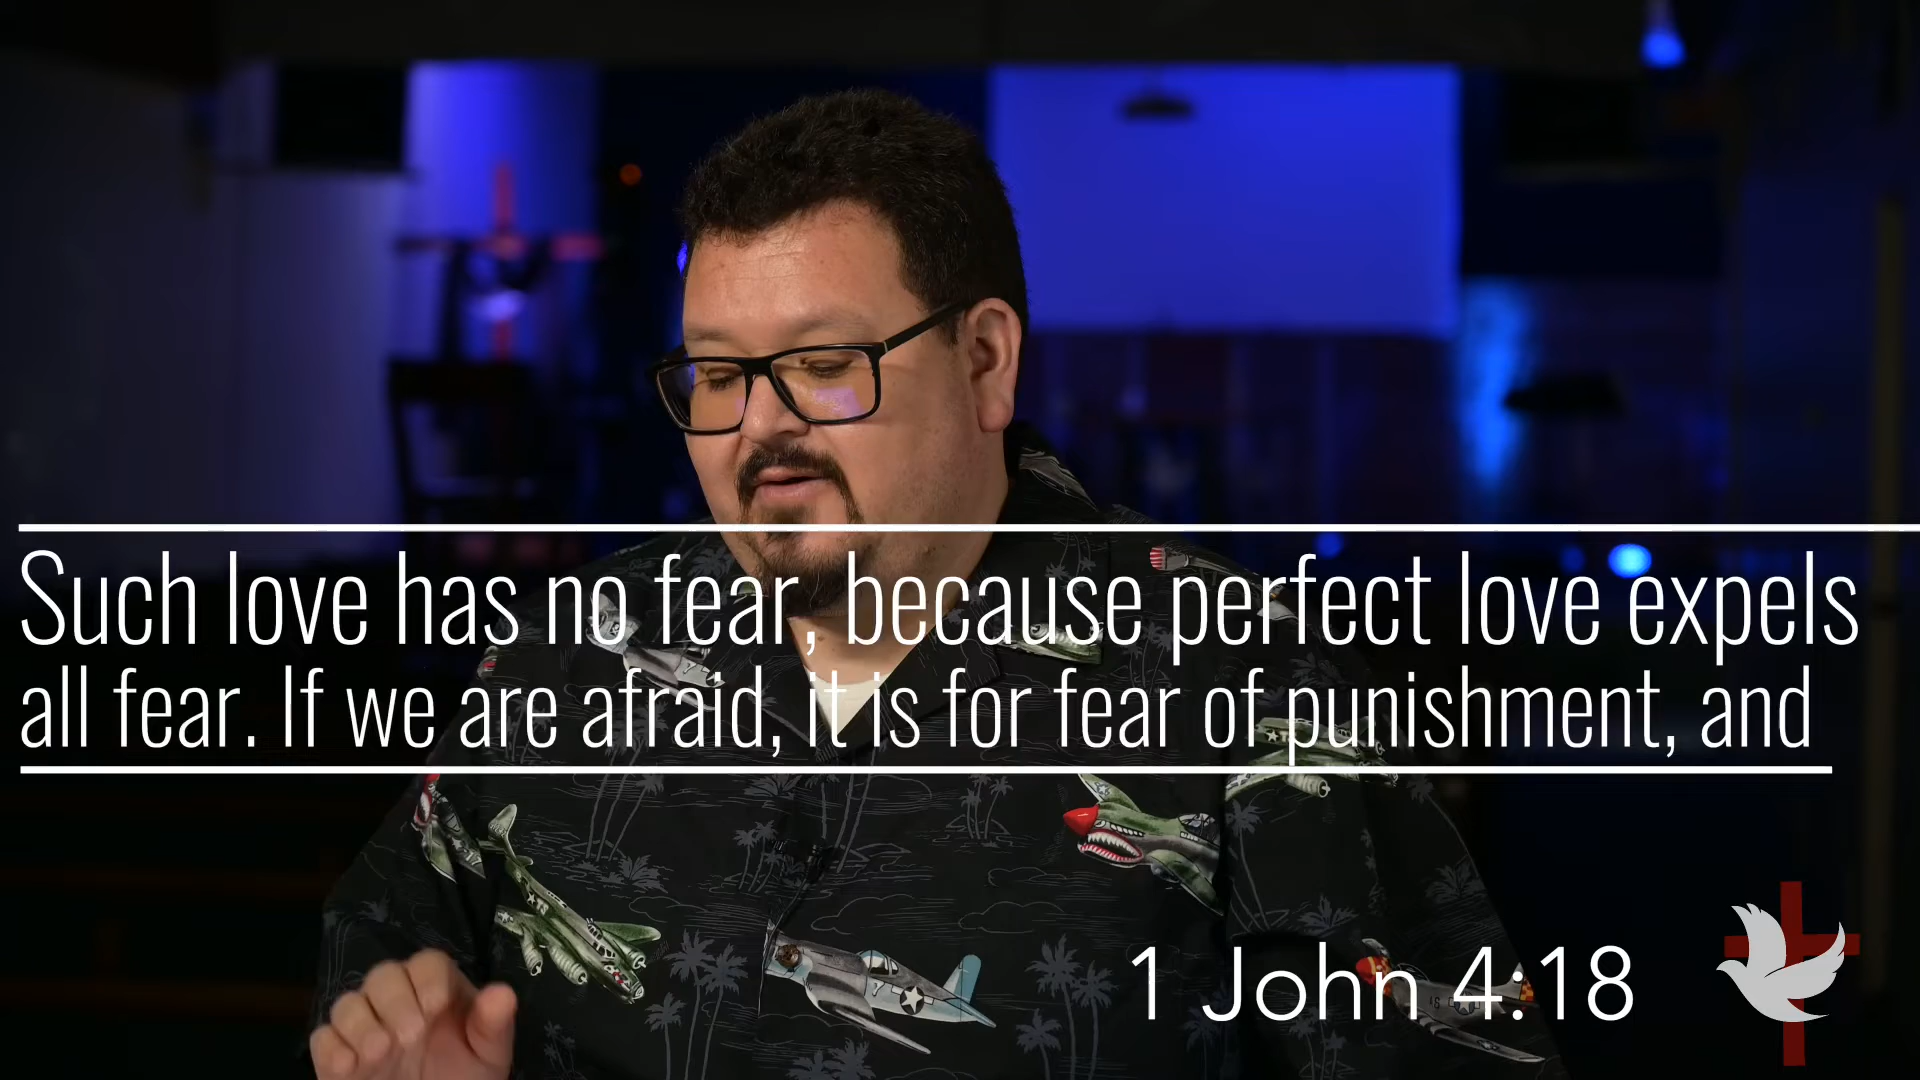 Such love has no fear, because perfect love expels
all fear. If we are afraid, it is for fear of punishment, and
1 John 4:18